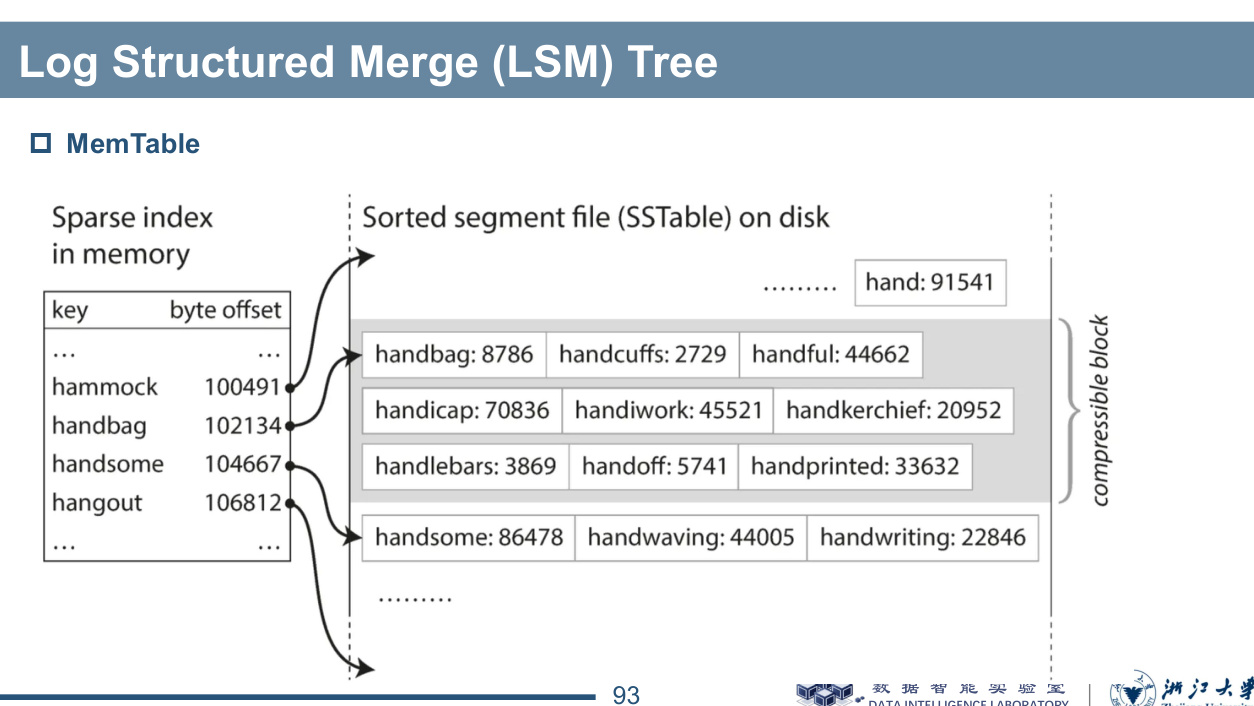 Log Structured Merge (LSM) Tree
MemTable
Sparse index
in memory
key byte offset
... ...
hammock 100491
handbag 102134
handsome 104667
hangout 106812
... ...
Sorted segment file (SSTable) on disk
......... hand: 91541
handbag: 8786 handcuffs: 2729 handful: 44662
handicap: 70836 handiwork: 45521 handkerchief: 20952
handlebars: 3869 handoff: 5741 handprinted: 33632
handsome: 86478 handwaving: 44005 handwriting: 22846
.........
compressible block
93
数据智能实验室
DATA INTELLIGENCE LABORATORY
浙江大学